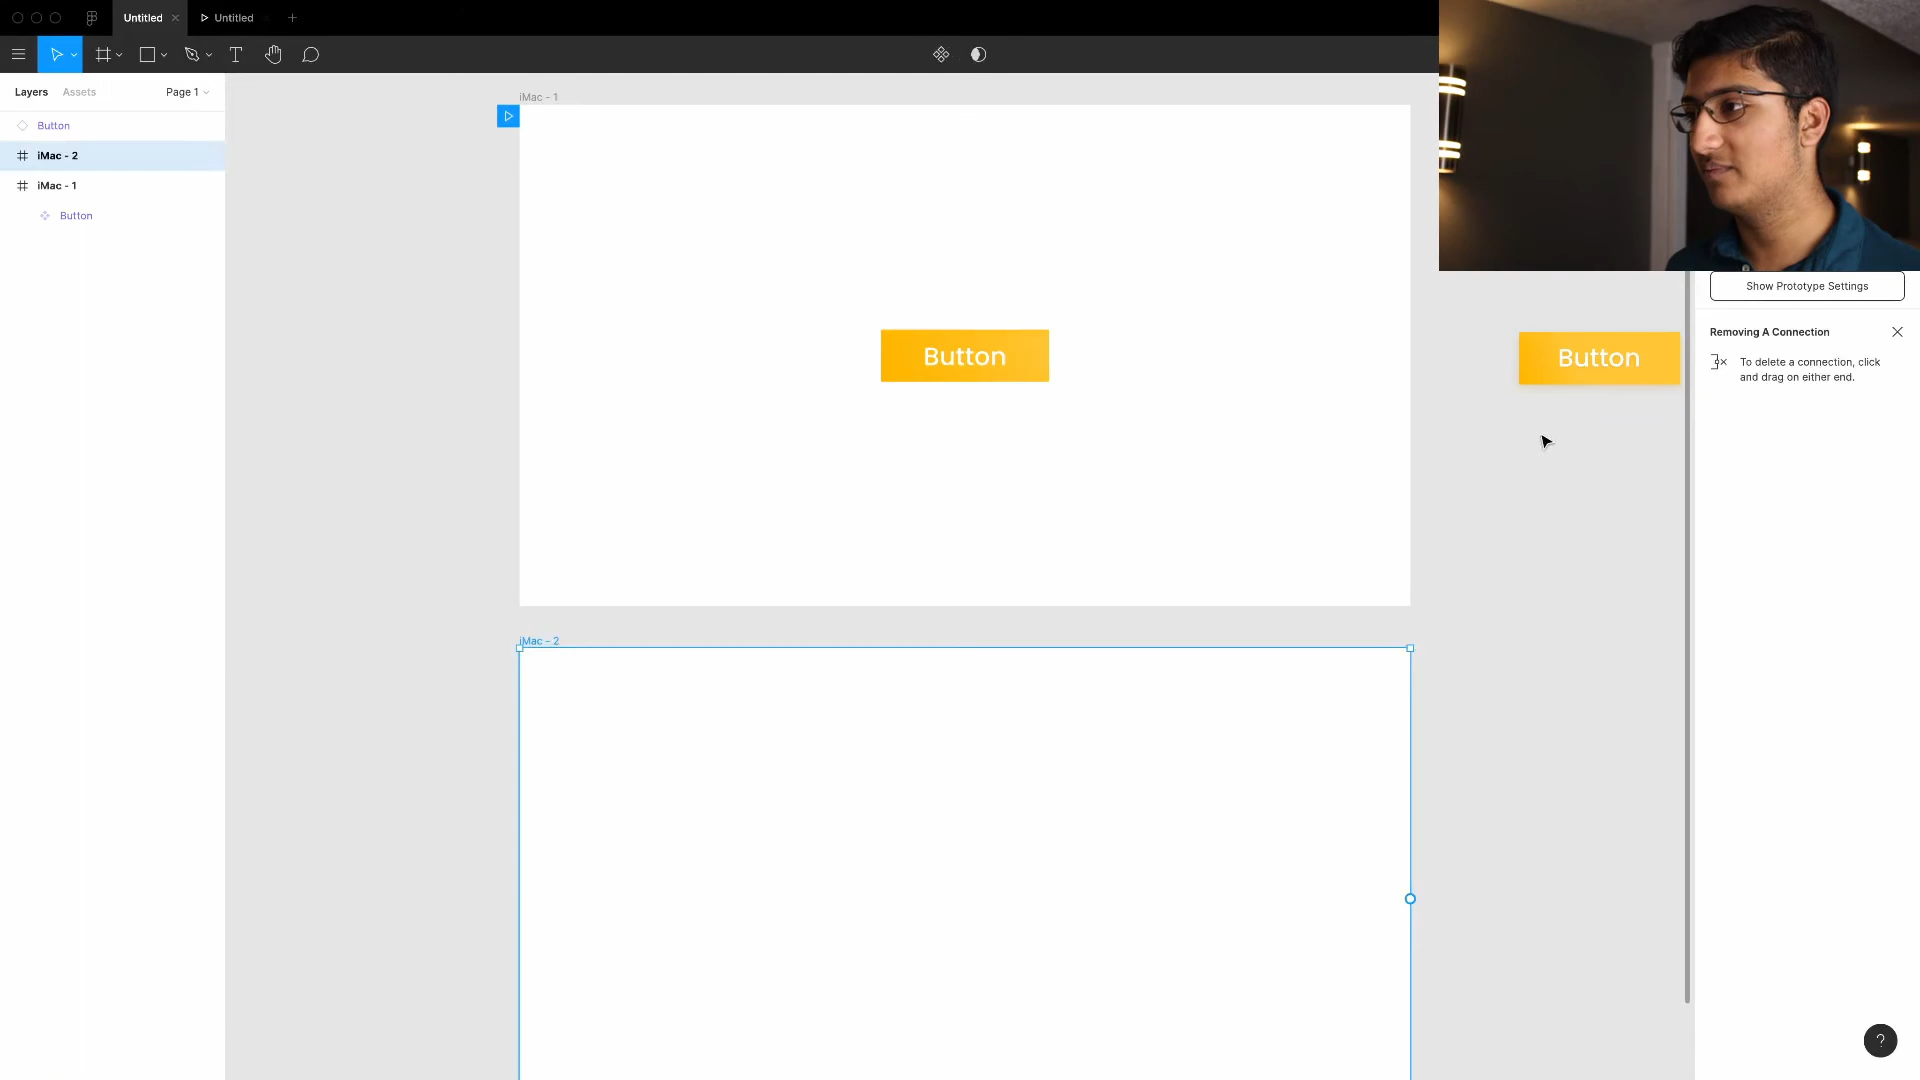 Untitled
Untitled
Layers
Assets
Page 1
Button
iMac - 2
iMac - 1
Button
iMac - 1
Button
iMac - 2
Button
Show Prototype Settings
Removing A Connection
To delete a connection, click
and drag on either end.
?